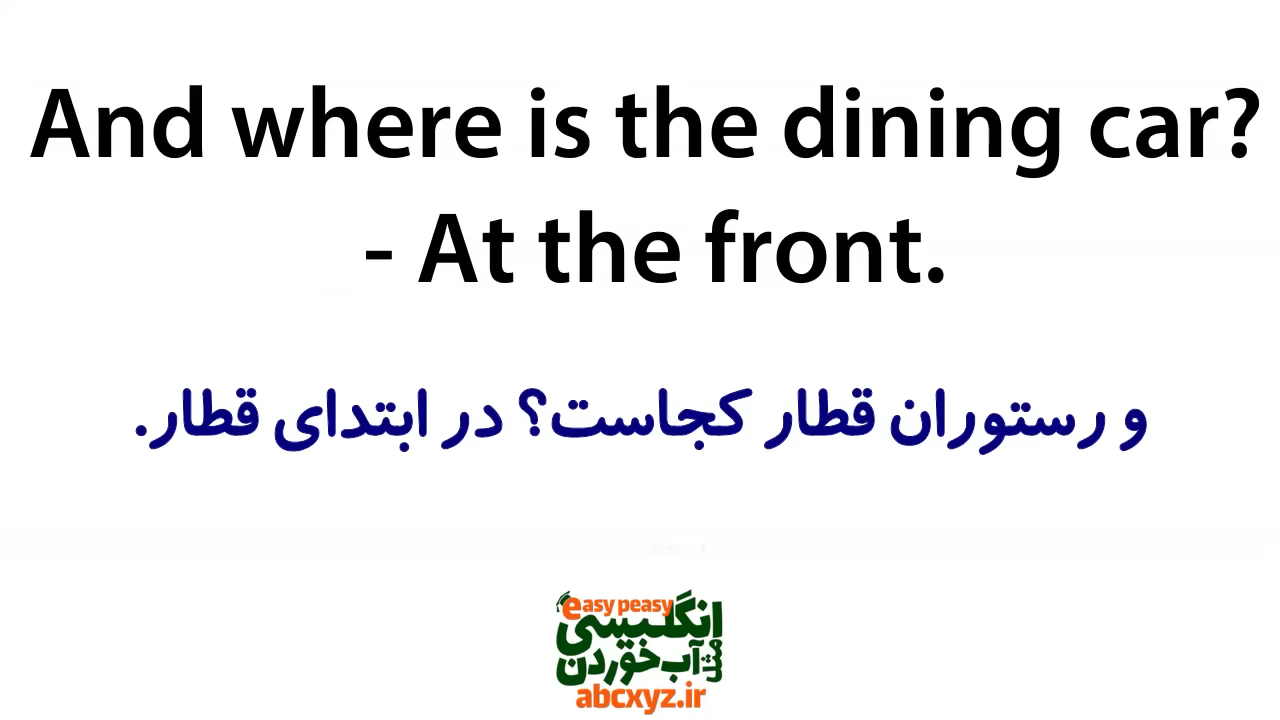 And where is the dining car?
- At the front.
و رستوران قطار کجاست؟ در ابتدای قطار.
easy peasy
انگلیسی
مثل آب خوردن
abcxyz.ir